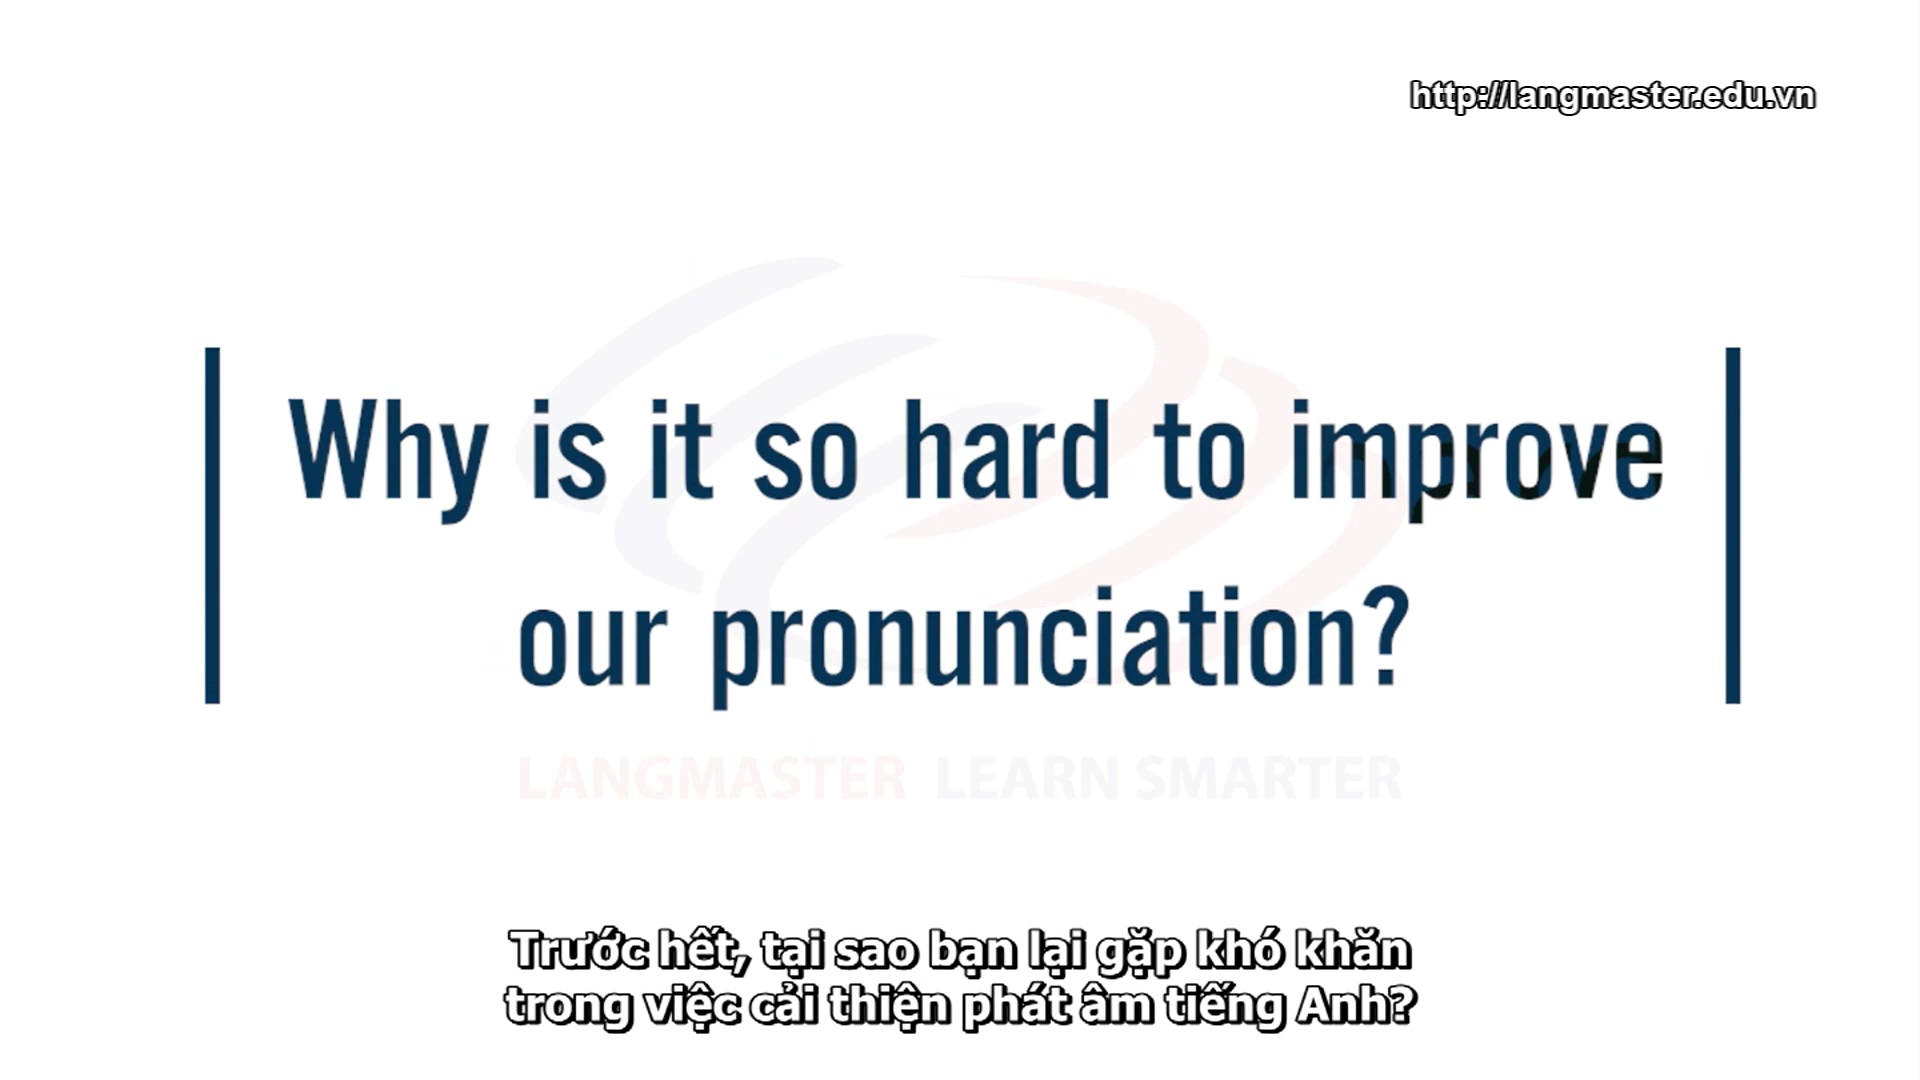 http://langmaster.edu.vn
Why is it so hard to improve
our pronunciation?
LANGMASTER LEARN SMARTER
Trước hết, tại sao bạn lại gặp khó khăn
trong việc cải thiện phát âm tiếng Anh?